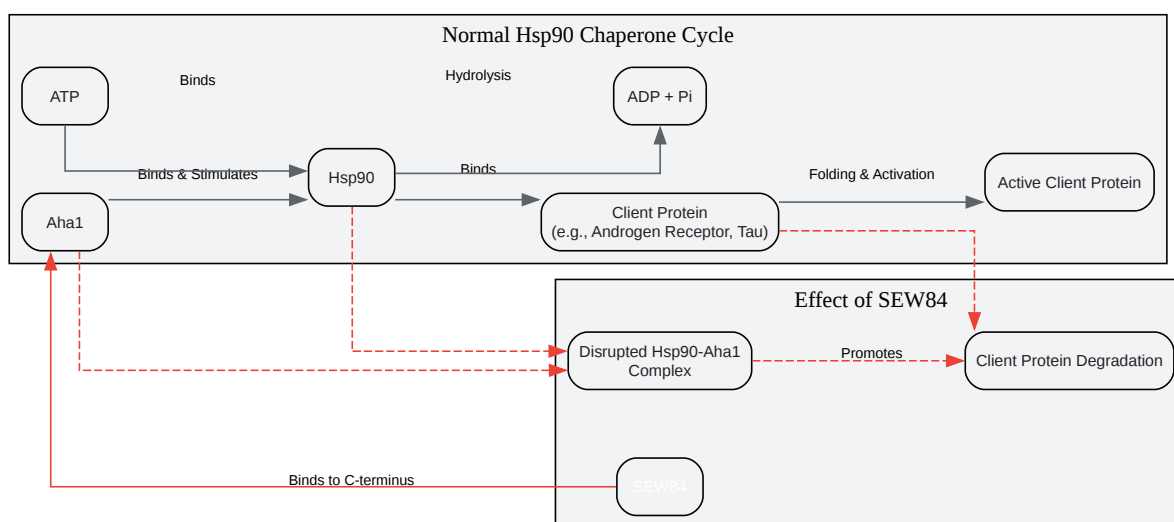 Normal Hsp90 Chaperone Cycle
Hydrolysis
Binds
ATP
ADP + Pi
Binds & Stimulates
Hsp90
Binds
Folding & Activation
Active Client Protein
Aha1
Client Protein
(e.g., Androgen Receptor, Tau)
Effect of SEW84
Disrupted Hsp90-Aha1
Complex
Promotes
Client Protein Degradation
Binds to C-terminus
SEW84